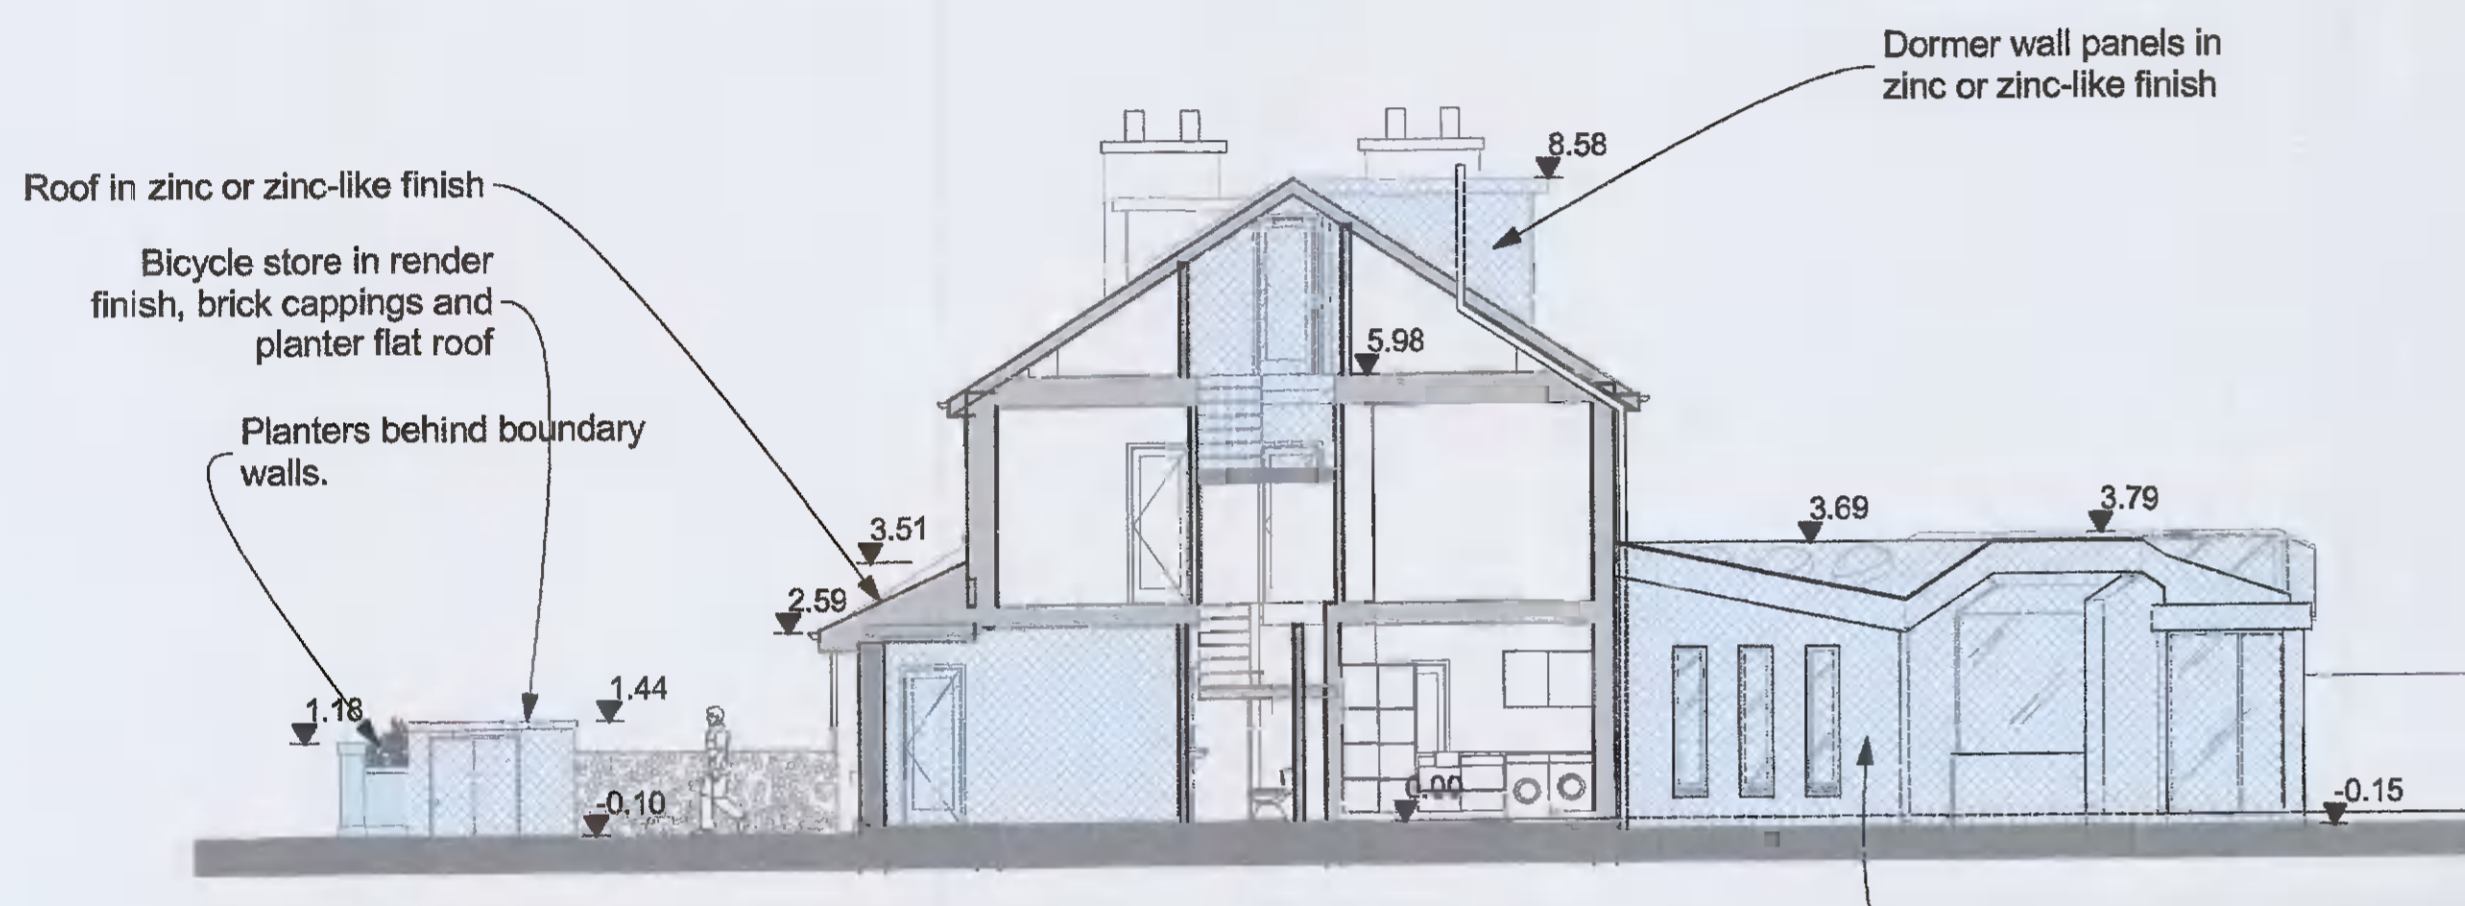 Dormer wall panels in
zinc or zinc-like finish
8.58
Roof in zinc or zinc-like finish
Bicycle store in render
finish, brick cappings and
planter flat roof
5.98
Planters behind boundary
walls.
3.51
3.69
3.79
2.59
1.18
1.44
-0.10
0.00
-0.15